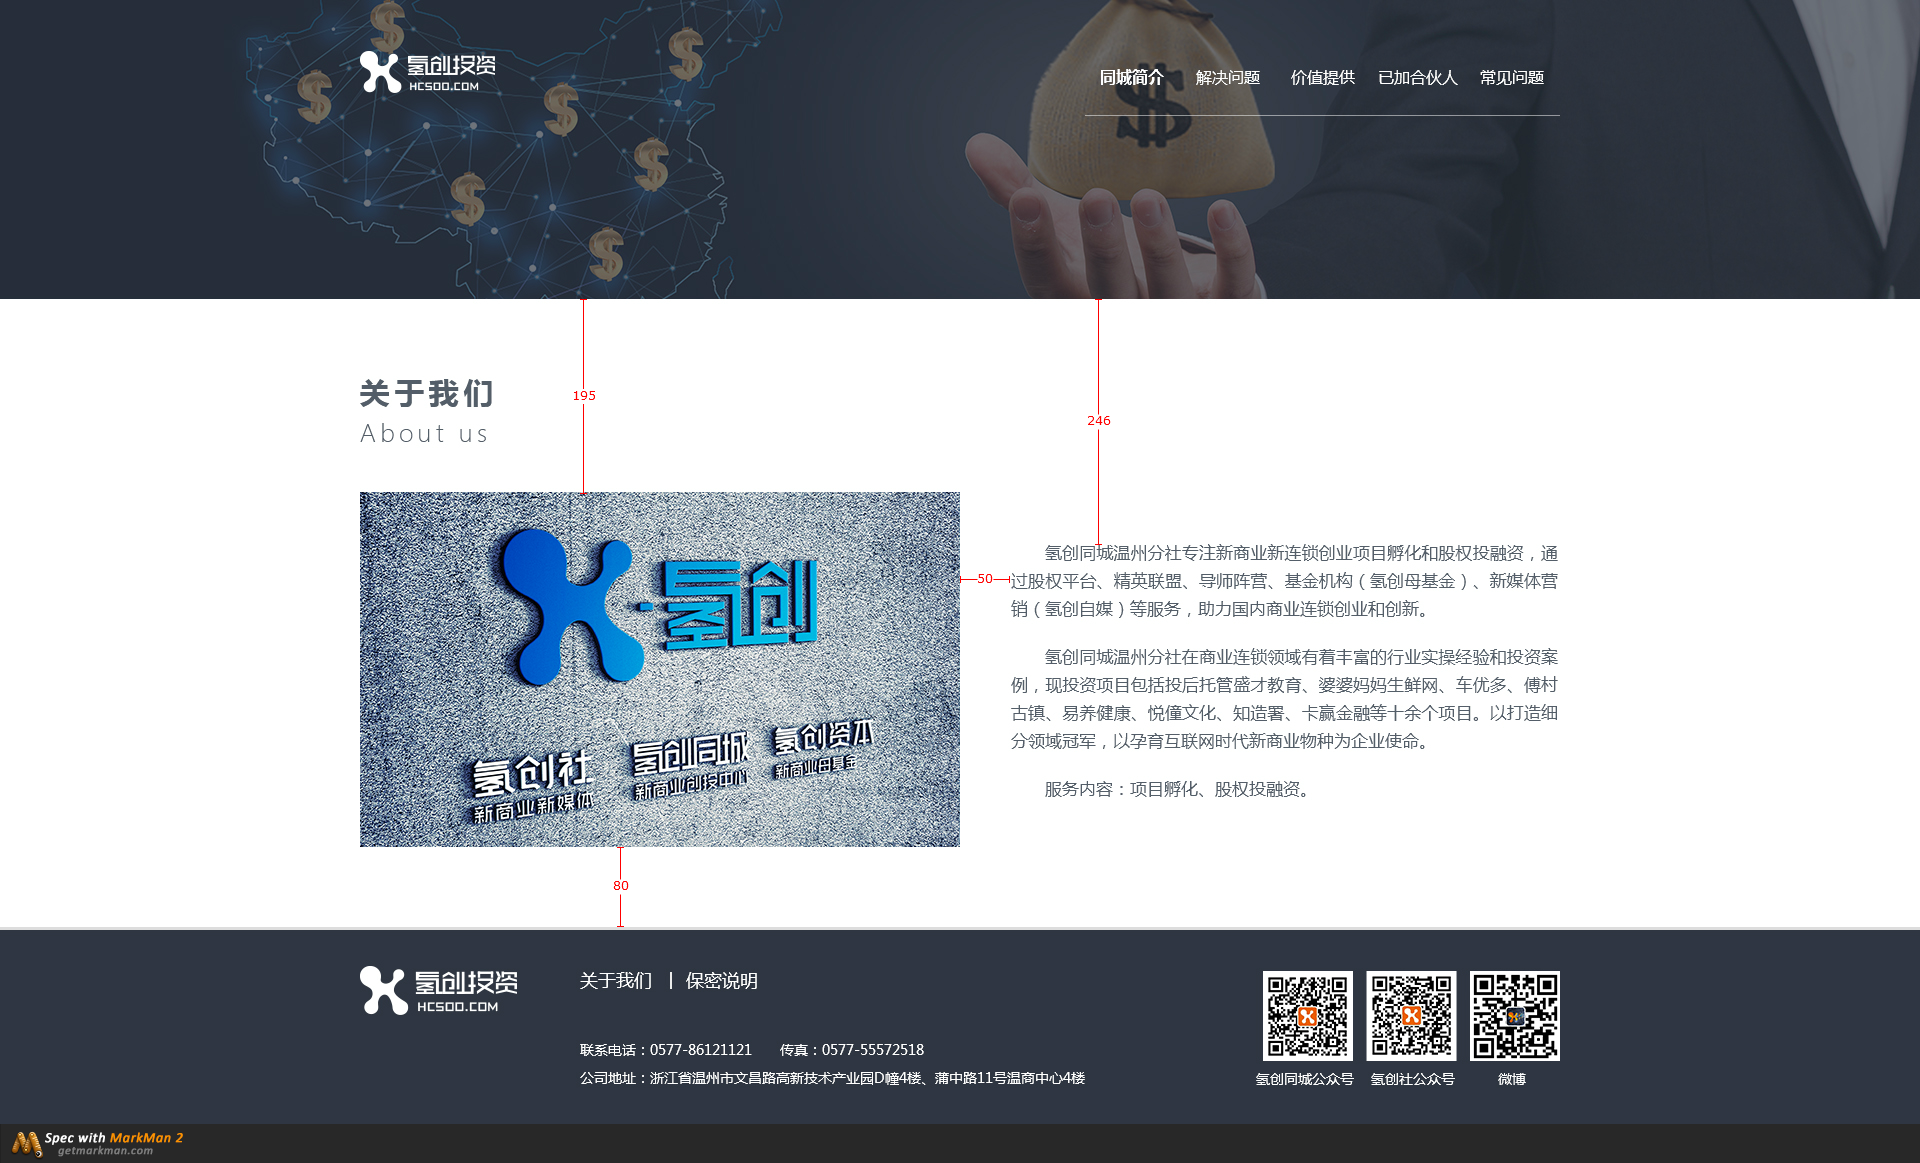 氢创投资
HCSOO.COM
同城简介 解决问题 价值提供 已加合伙人 常见问题
$
195
246
关于我们
About us
氢创
氢创社
新商业新媒体
氢创同城
新商业创投中心
氢创资本
新商业母基金
50
氢创同城温州分社专注新商业新连锁创业项目孵化和股权投融资，通
过股权平台、精英联盟、导师阵营、基金机构（氢创母基金）、新媒体营
销（氢创自媒）等服务，助力国内商业连锁创业和创新。
氢创同城温州分社在商业连锁领域有着丰富的行业实操经验和投资案
例，现投资项目包括投后托管盛才教育、婆婆妈妈生鲜网、车优多、傅村
古镇、易养健康、悦僮文化、知造署、卡赢金融等十余个项目。以打造细
分领域冠军，以孕育互联网时代新商业物种为企业使命。
服务内容：项目孵化、股权投融资。
80
氢创投资
HCSOO.COM
关于我们 | 保密说明
联系电话：0577-86121121 传真：0577-55572518
公司地址：浙江省温州市文昌路高新技术产业园D幢4楼、蒲中路11号温商中心4楼
氢创同城公众号 氢创社公众号 微博
Spec with MarkMan 2
getmarkman.com